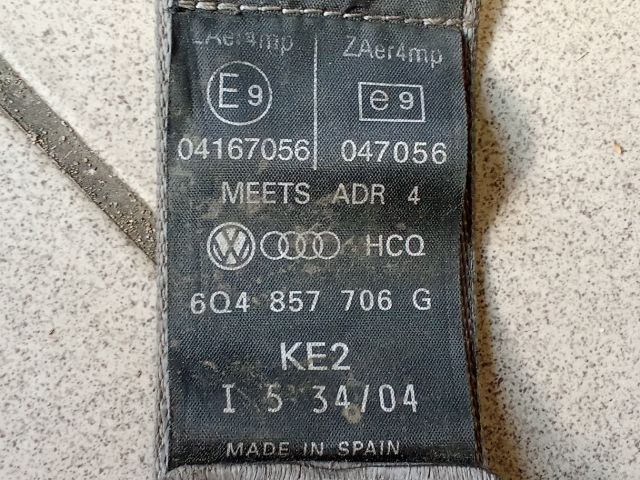 ZAer4mp ZAer4mp
E9 e9
04167056 047056
MEETS ADR 4
VW HCQ
6Q4 857 706 G
KE2
I 5 34/04
MADE IN SPAIN